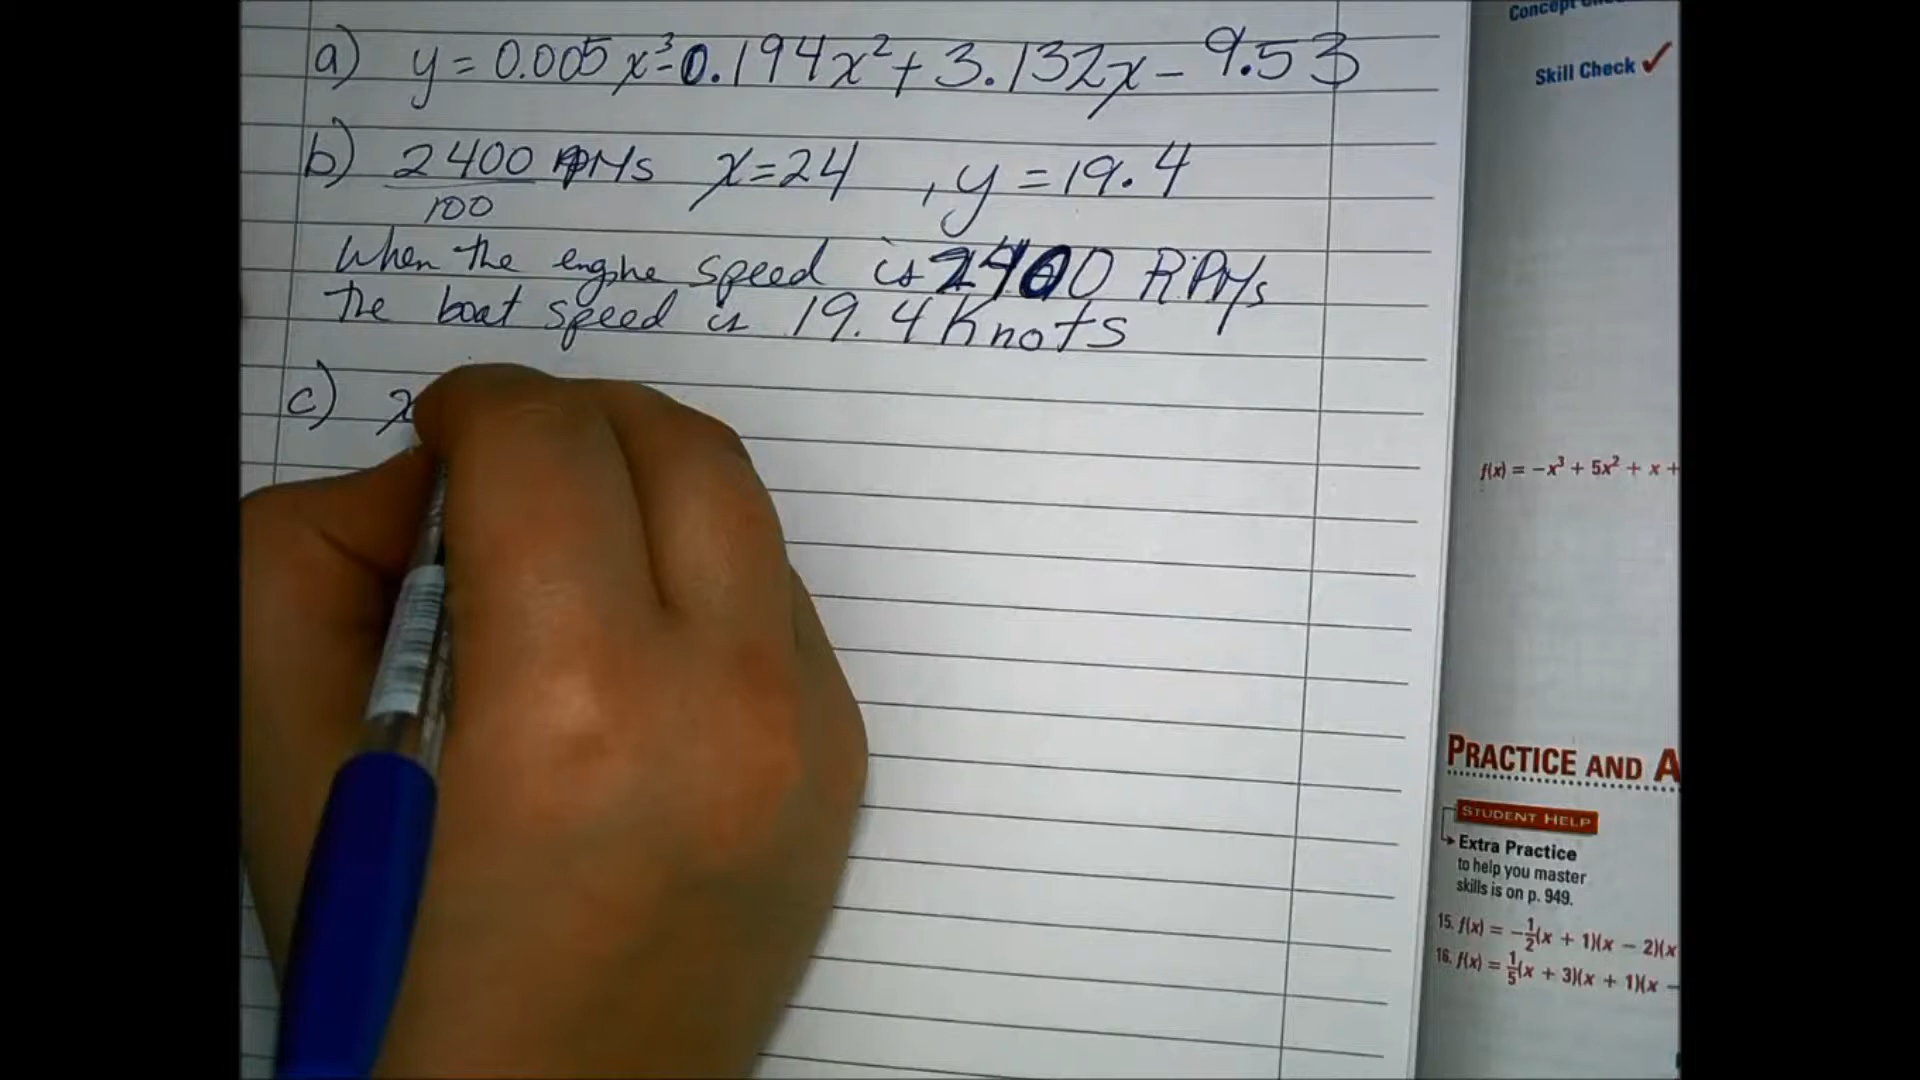 a) y = 0.005x³-0.194x²+3.132x-9.53
b) 2400 RPMs x=24 , y=19.4
100
When the engine speed is 2400 RPMs
the boat speed is 19.4 Knots
c) x
Concept
Skill Check ✓
f(x) = −x³ + 5x² + x +
PRACTICE AND A
STUDENT HELP
Extra Practice
to help you master
skills is on p. 949.
15. f(x) = −1/2(x + 1)(x − 2)(x
16. f(x) = 1/5(x + 3)(x + 1)(x −